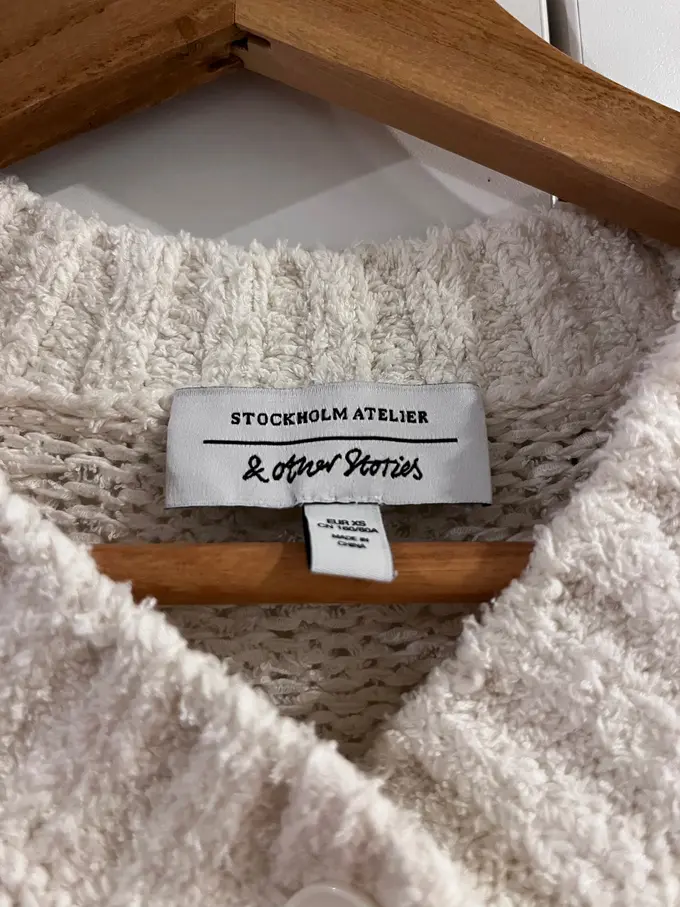 STOCKHOLM ATELIER
& other Stories
EUR XS
CN 160/80A
MADE IN
CHINA